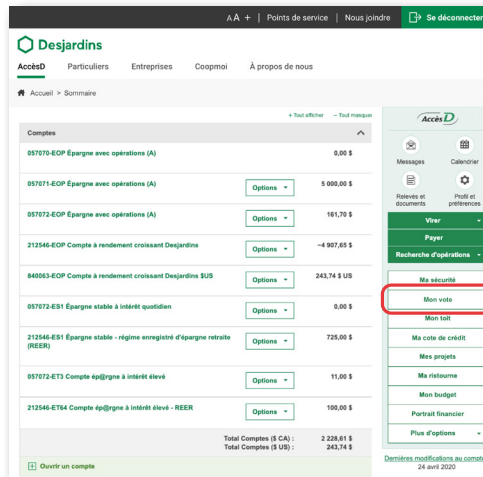 AA + | Points de service | Nous joindre Se déconnecter
Desjardins
AccèsD Particuliers Entreprises Coopmoi À propos de nous
Accueil > Sommaire
+ Tout afficher – Tout masquer
Comptes
057070-EOP Épargne avec opérations (A) 0,00 $
057071-EOP Épargne avec opérations (A) Options 5 000,00 $
057072-EOP Épargne avec opérations (A) Options 161,70 $
212546-EOP Compte à rendement croissant Desjardins Options –4 907,65 $
840063-EOP Compte à rendement croissant Desjardins $US Options 243,74 $ US
057072-ES1 Épargne stable à intérêt quotidien Options 0,00 $
212546-ES1 Épargne stable - régime enregistré d'épargne retraite
(REER) Options 725,00 $
057072-ET3 Compte ép@rgne à intérêt élevé Options 11,00 $
212546-ET64 Compte ép@rgne à intérêt élevé - REER Options 100,00 $
Total Comptes ($ CA) : 2 228,61 $
Total Comptes ($ US) : 243,74 $
Ouvrir un compte
Accès D
Messages Calendrier
Relevés et documents Profil et préférences
Virer
Payer
Recherche d'opérations
Ma sécurité
Mon vote
Mon toit
Ma cote de crédit
Mes projets
Ma ristourne
Mon budget
Portrait financier
Plus d'options
Dernières modifications au compte
24 avril 2020